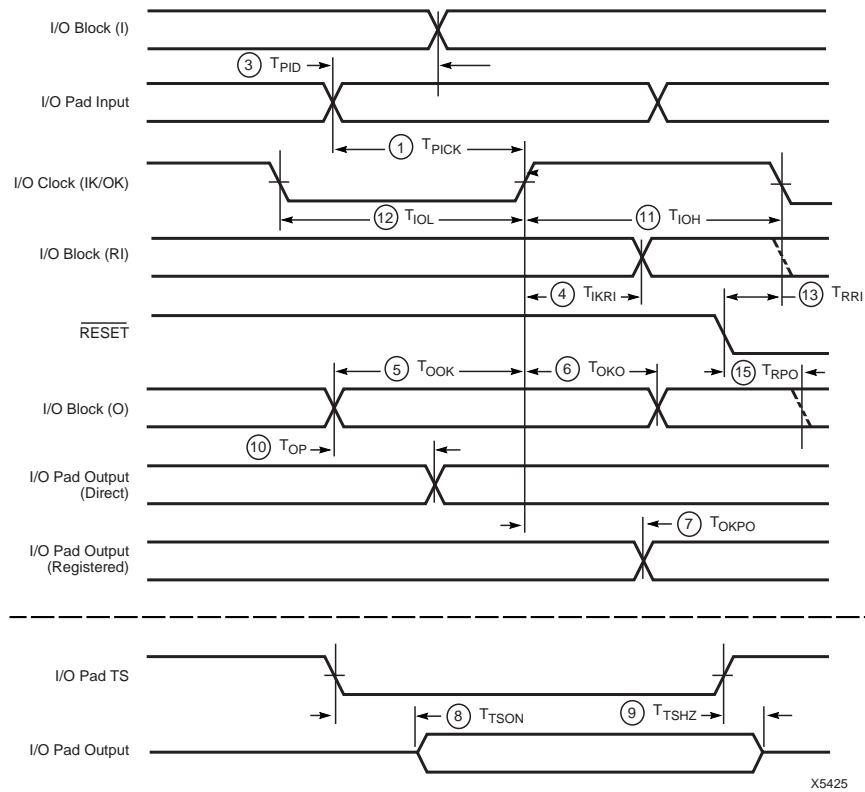 I/O Block (I)
3 TPID
I/O Pad Input
1 TPICK
I/O Clock (IK/OK)
12 TIOL
11 TIOH
I/O Block (RI)
4 TIKRI
13 TRRI
RESET
5 TOOK
6 TOKO
15 TRPO
I/O Block (O)
10 TOP
I/O Pad Output
(Direct)
7 TOKPO
I/O Pad Output
(Registered)
I/O Pad TS
8 TTSON
9 TTSHZ
I/O Pad Output
X5425